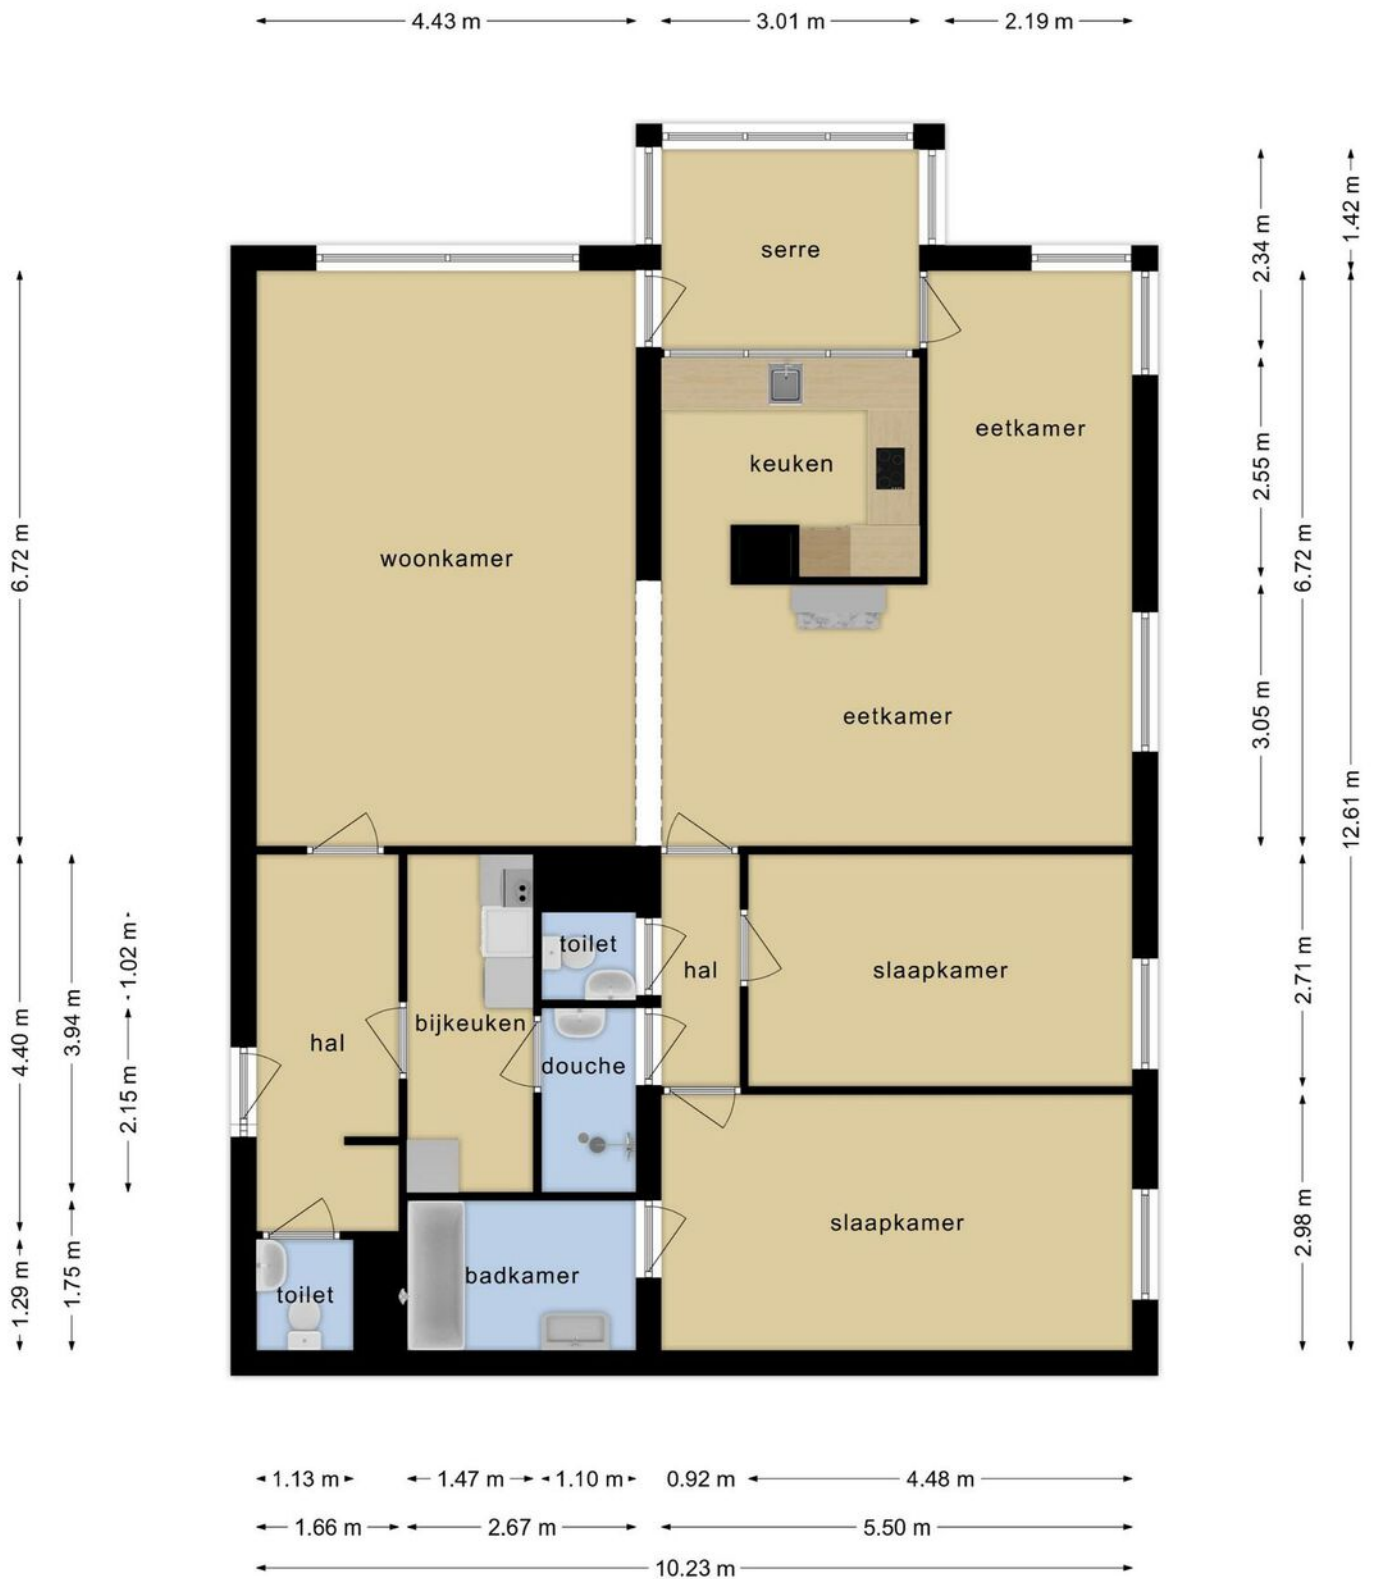 4.43 m
3.01 m
2.19 m
serre
2.34 m
1.42 m
eetkamer
keuken
2.55 m
woonkamer
6.72 m
6.72 m
eetkamer
3.05 m
12.61 m
toilet
hal
slaapkamer
2.71 m
1.02 m
3.94 m
4.40 m
bijkeuken
hal
douche
2.15 m
slaapkamer
2.98 m
badkamer
toilet
1.75 m
1.29 m
1.13 m
1.47 m
1.10 m
0.92 m
4.48 m
1.66 m
2.67 m
5.50 m
10.23 m